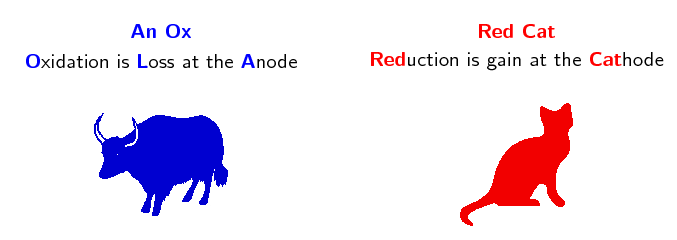 An Ox
Oxidation is Loss at the Anode
Red Cat
Reduction is gain at the Cathode